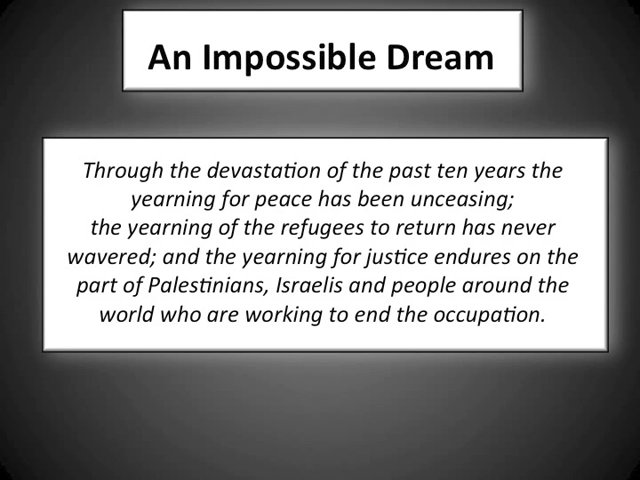 An Impossible Dream
Through the devastation of the past ten years the
yearning for peace has been unceasing;
the yearning of the refugees to return has never
wavered; and the yearning for justice endures on the
part of Palestinians, Israelis and people around the
world who are working to end the occupation.